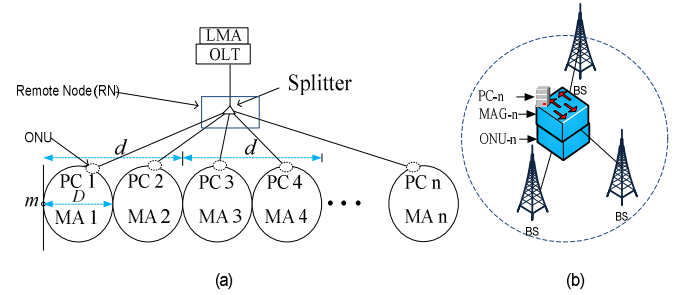 LMA
OLT
Remote Node (RN)
Splitter
ONU
d
d
PC 1
PC 2
PC 3
PC 4
PC n
m
D
MA 1
MA 2
MA 3
MA 4
MA n
(a)
BS
PC-n
MAG-n
ONU-n
BS
BS
(b)